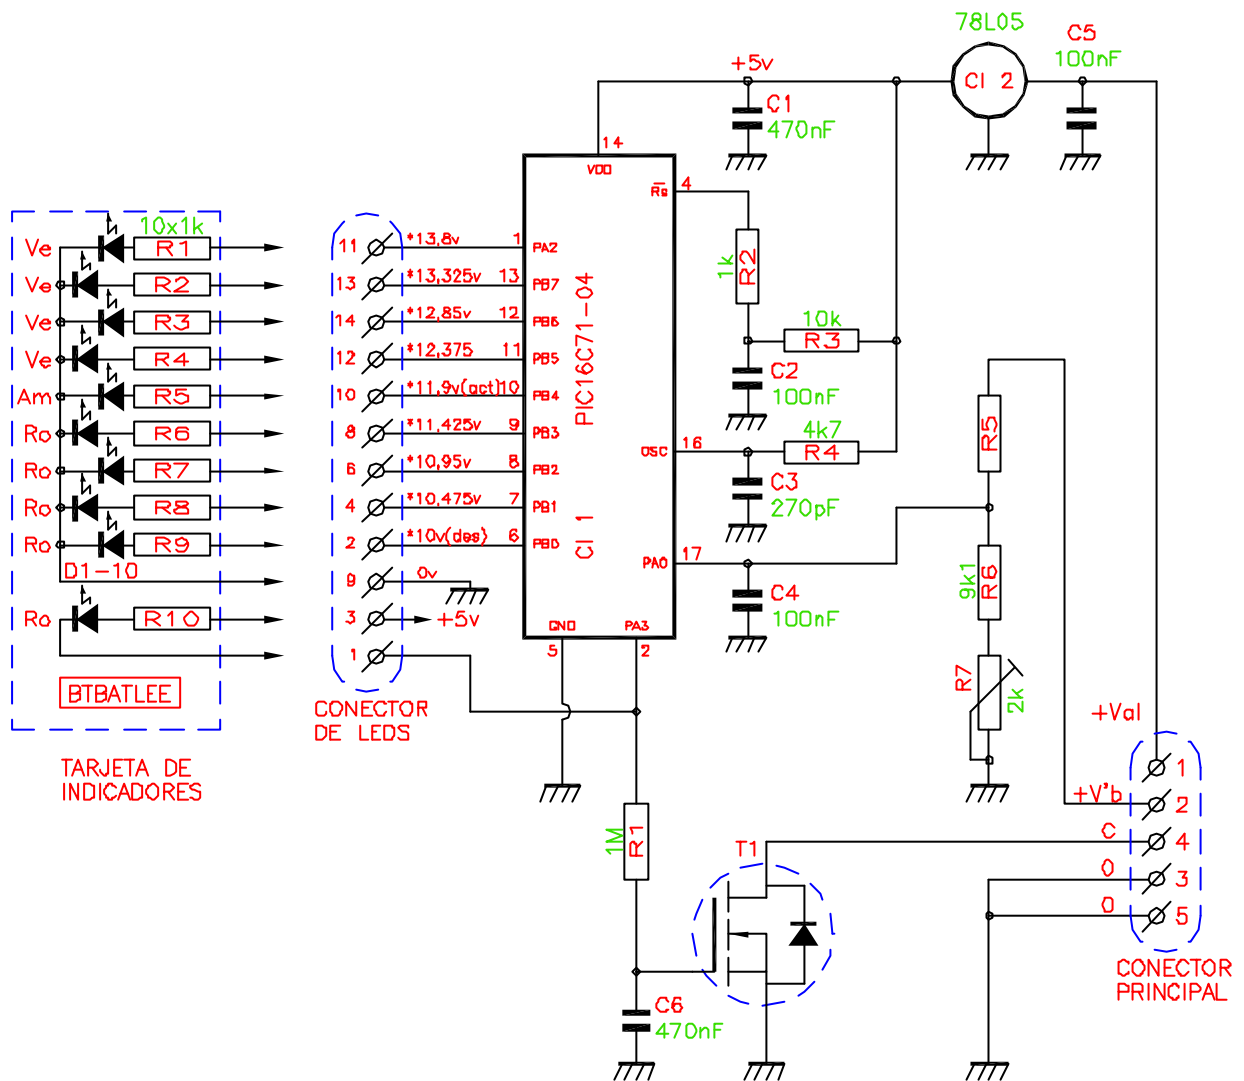 78L05
C5
100nF
+5v
CI 2
C1
470nF
14
VDD
Rs
4
10x1k
Ve
R1
11
*13,8v
1
PA2
Ve
R2
13
*13,325v
13
PB7
Ve
R3
14
*12,85v
12
PB6
Ve
R4
12
*12,375
11
PB5
Am
R5
10
*11,9v(act)
10
PB4
Ro
R6
8
*11,425v
9
PB3
Ro
R7
6
*10,95v
8
PB2
Ro
R8
4
*10,475v
7
PB1
Ro
R9
2
*10v(des)
6
PB0
D1-10
9
0v
Ro
R10
3
+5v
1
PIC16C71-04
CI 1
1k
R2
10k
R3
C2
100nF
16
OSC
4k7
R4
C3
270pF
17
PA0
C4
100nF
R5
9k1
R6
R7
2k
GND
PA3
5
2
BTBATLEE
CONECTOR
DE LEDS
TARJETA DE
INDICADORES
1M
R1
T1
C6
470nF
+Val
1
+V'b
2
C
4
0
3
0
5
CONECTOR
PRINCIPAL